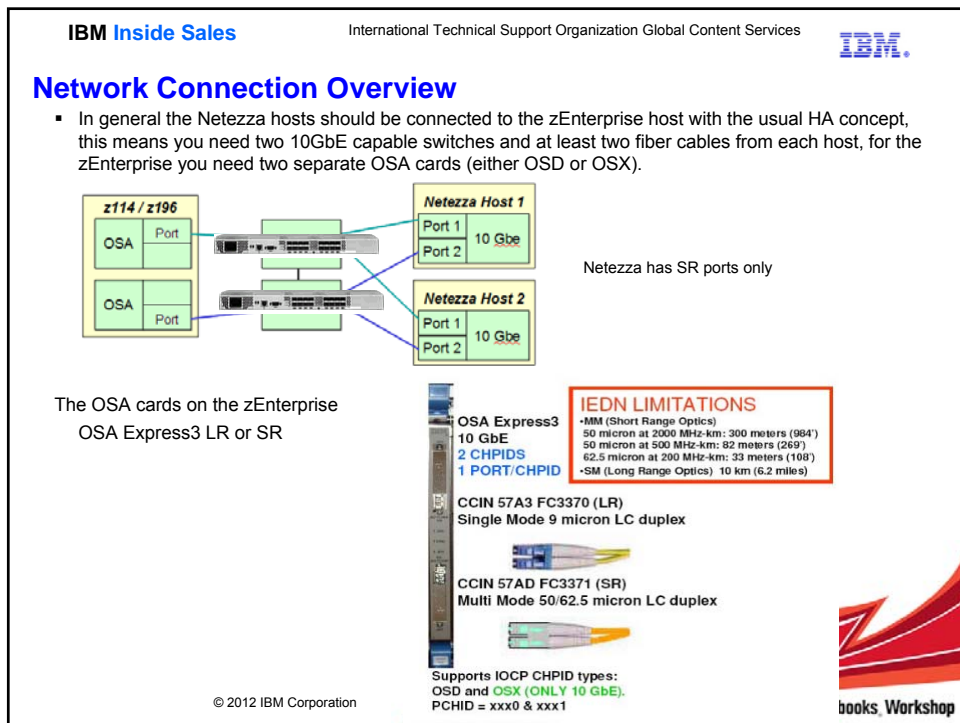 IBM Inside Sales
International Technical Support Organization Global Content Services
IBM.
Network Connection Overview
▪ In general the Netezza hosts should be connected to the zEnterprise host with the usual HA concept,
this means you need two 10GbE capable switches and at least two fiber cables from each host, for the
zEnterprise you need two separate OSA cards (either OSD or OSX).
z114 / z196
OSA
Port
OSA
Port
Netezza Host 1
Port 1
Port 2
10 Gbe
Netezza Host 2
Port 1
Port 2
10 Gbe
Netezza has SR ports only
The OSA cards on the zEnterprise
OSA Express3 LR or SR
OSA Express3
10 GbE
2 CHPIDS
1 PORT/CHPID
IEDN LIMITATIONS
•MM (Short Range Optics)
50 micron at 2000 MHz-km: 300 meters (984')
50 micron at 500 MHz-km: 82 meters (269')
62.5 micron at 200 MHz-km: 33 meters (108')
•SM (Long Range Optics) 10 km (6.2 miles)
CCIN 57A3 FC3370 (LR)
Single Mode 9 micron LC duplex
CCIN 57AD FC3371 (SR)
Multi Mode 50/62.5 micron LC duplex
Supports IOCP CHPID types:
OSD and OSX (ONLY 10 GbE).
PCHID = xxx0 & xxx1
© 2012 IBM Corporation
books Workshop